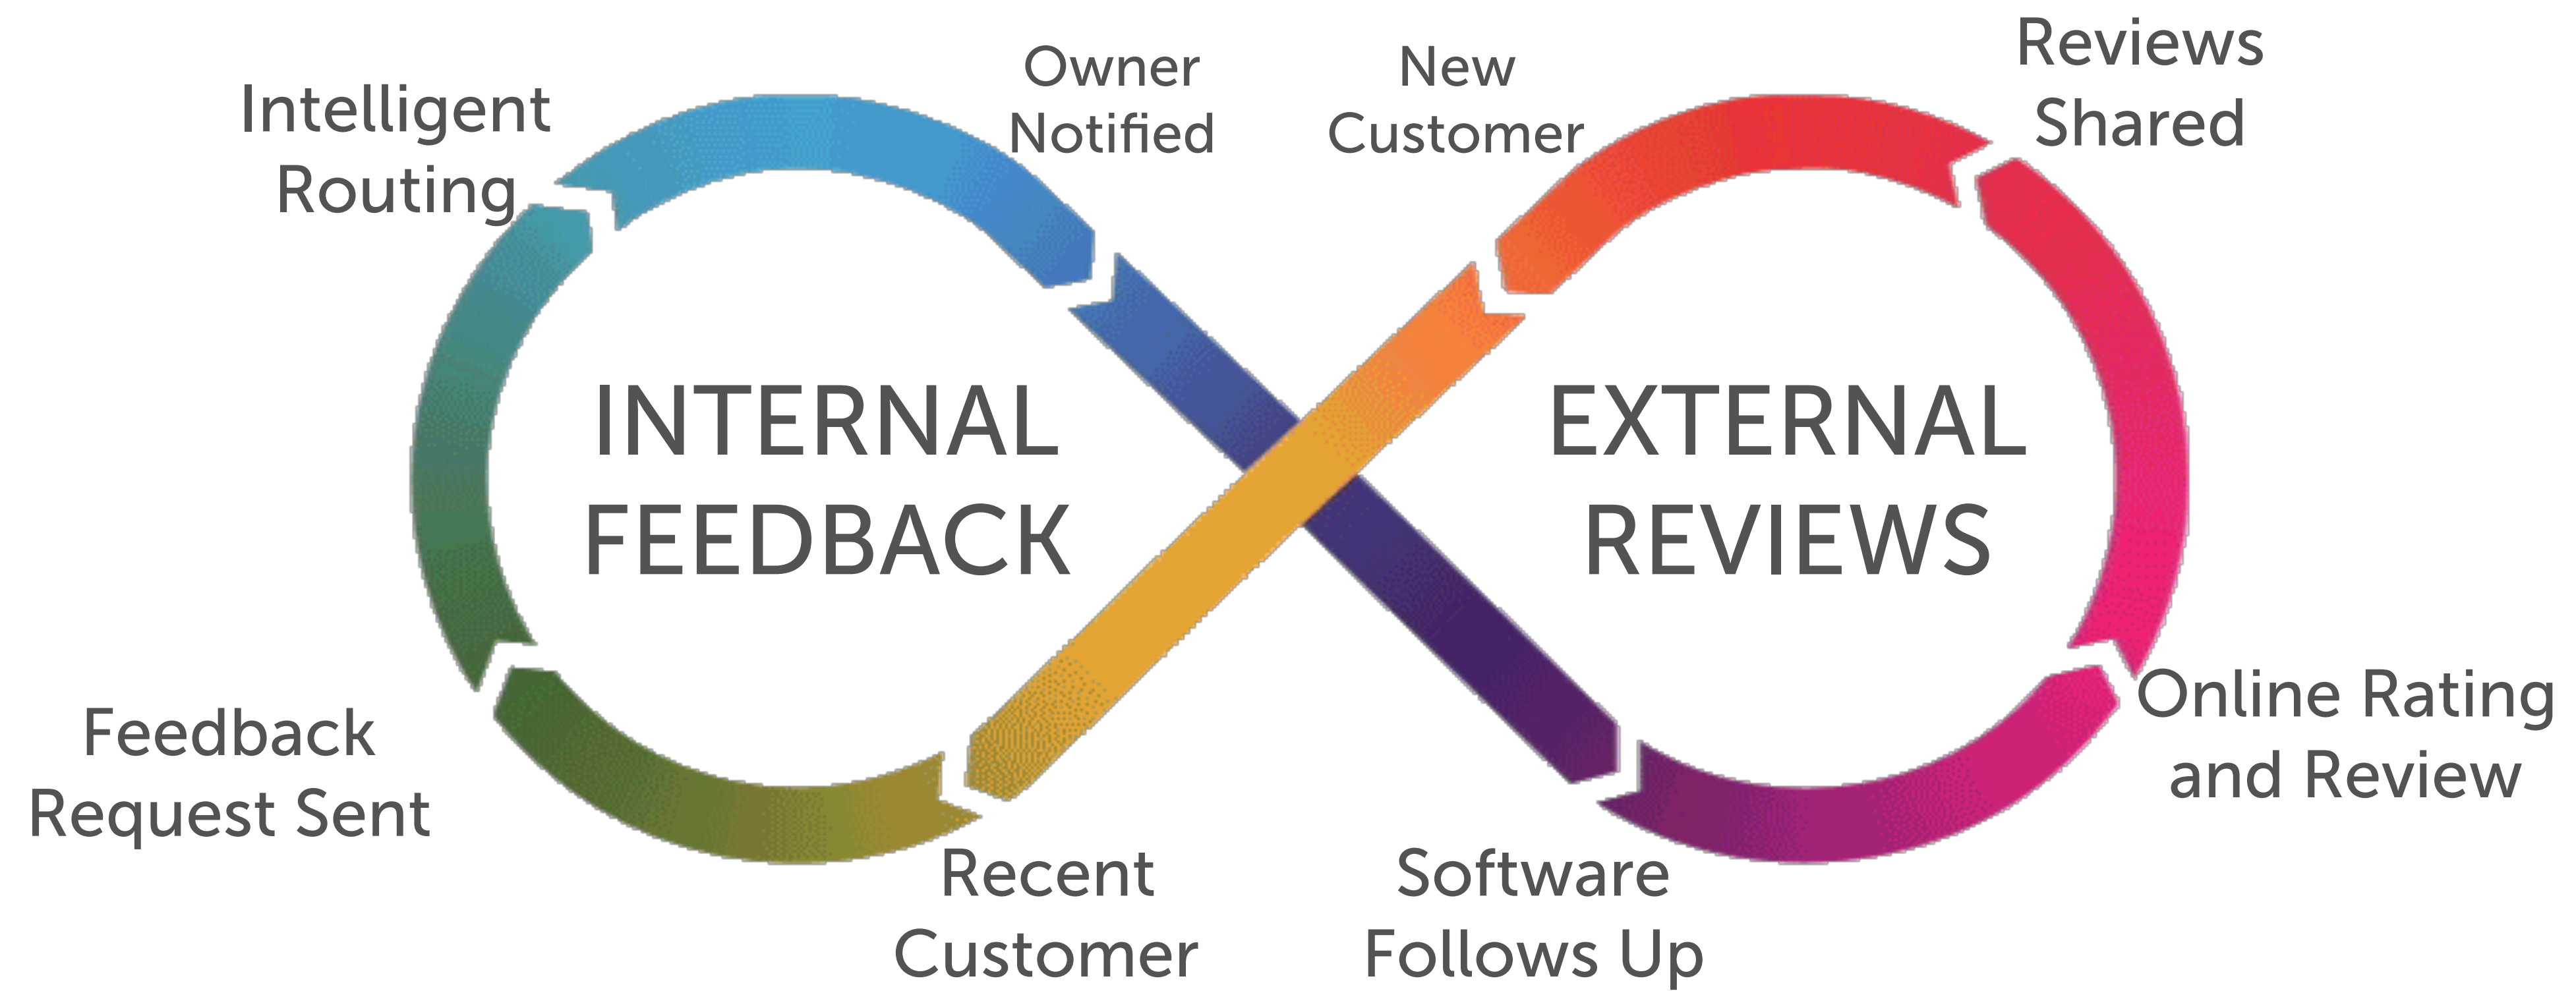 Intelligent
Routing
Owner
Notified
New
Customer
Reviews
Shared
INTERNAL
FEEDBACK
EXTERNAL
REVIEWS
Feedback
Request Sent
Recent
Customer
Software
Follows Up
Online Rating
and Review